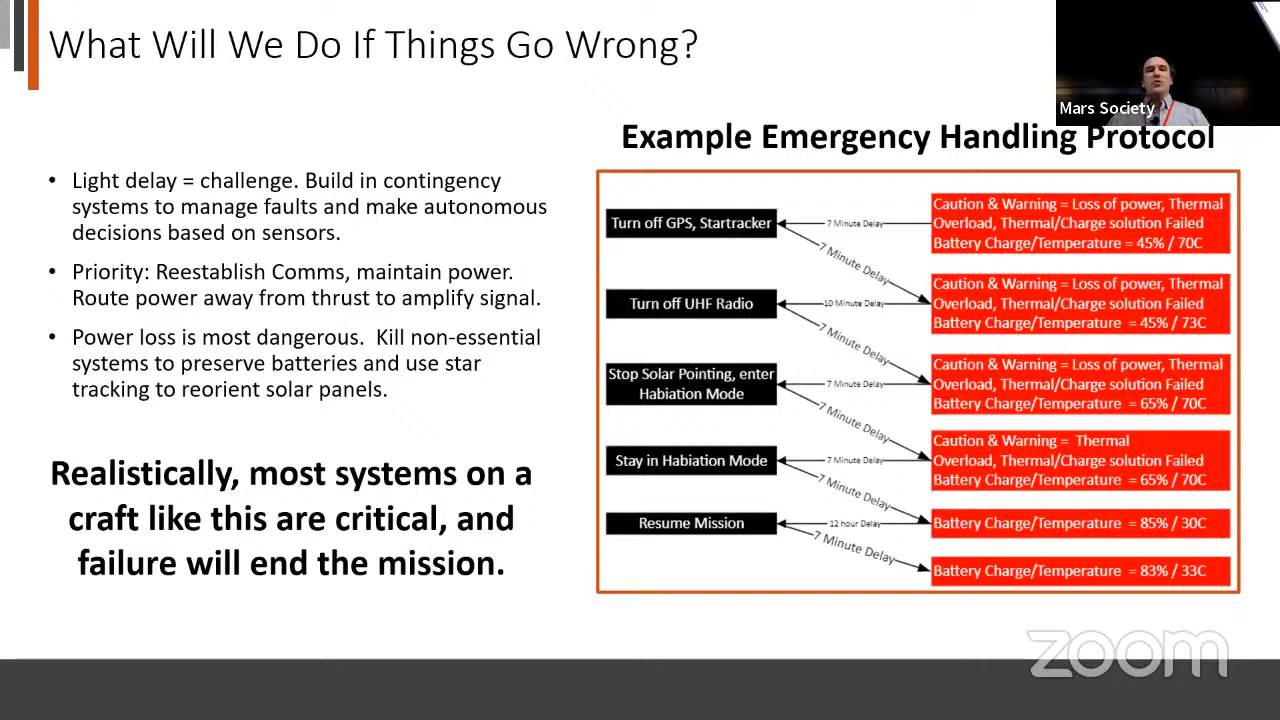 What Will We Do If Things Go Wrong?
Mars Society
• Light delay = challenge. Build in contingency
systems to manage faults and make autonomous
decisions based on sensors.
• Priority: Reestablish Comms, maintain power.
Route power away from thrust to amplify signal.
• Power loss is most dangerous. Kill non-essential
systems to preserve batteries and use star
tracking to reorient solar panels.
Realistically, most systems on a
craft like this are critical, and
failure will end the mission.
Example Emergency Handling Protocol
Turn off GPS, Startracker
7 Minute Delay
Caution & Warning = Loss of power, Thermal
Overload, Thermal/Charge solution Failed
Battery Charge/Temperature = 45% / 70C
7 Minute Delay
Turn off UHF Radio
10 Minute Delay
Caution & Warning = Loss of power, Thermal
Overload, Thermal/Charge solution Failed
Battery Charge/Temperature = 45% / 73C
7 Minute Delay
Stop Solar Pointing, enter
Habiation Mode
7 Minute Delay
Caution & Warning = Loss of power, Thermal
Overload, Thermal/Charge solution Failed
Battery Charge/Temperature = 65% / 70C
7 Minute Delay
Stay in Habiation Mode
7 Minute Delay
Caution & Warning = Thermal
Overload, Thermal/Charge solution Failed
Battery Charge/Temperature = 65% / 70C
7 Minute Delay
Resume Mission
12 hour Delay
Battery Charge/Temperature = 85% / 30C
7 Minute Delay
Battery Charge/Temperature = 83% / 33C
zoom